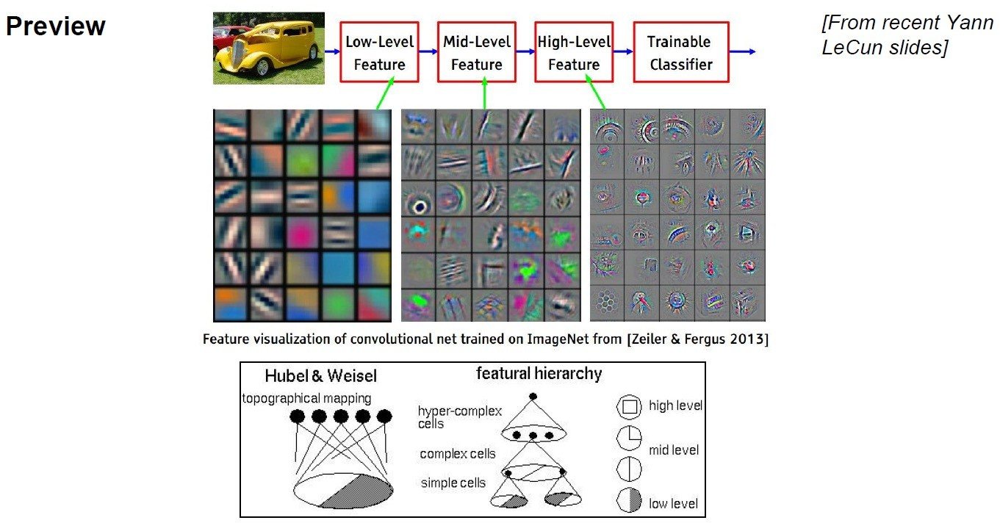 Preview
[From recent Yann
LeCun slides]
Low-Level
Feature
Mid-Level
Feature
High-Level
Feature
Trainable
Classifier
Feature visualization of convolutional net trained on ImageNet from [Zeiler & Fergus 2013]
Hubel & Weisel
topographical mapping
featural hierarchy
hyper-complex
cells
complex cells
simple cells
high level
mid level
low level